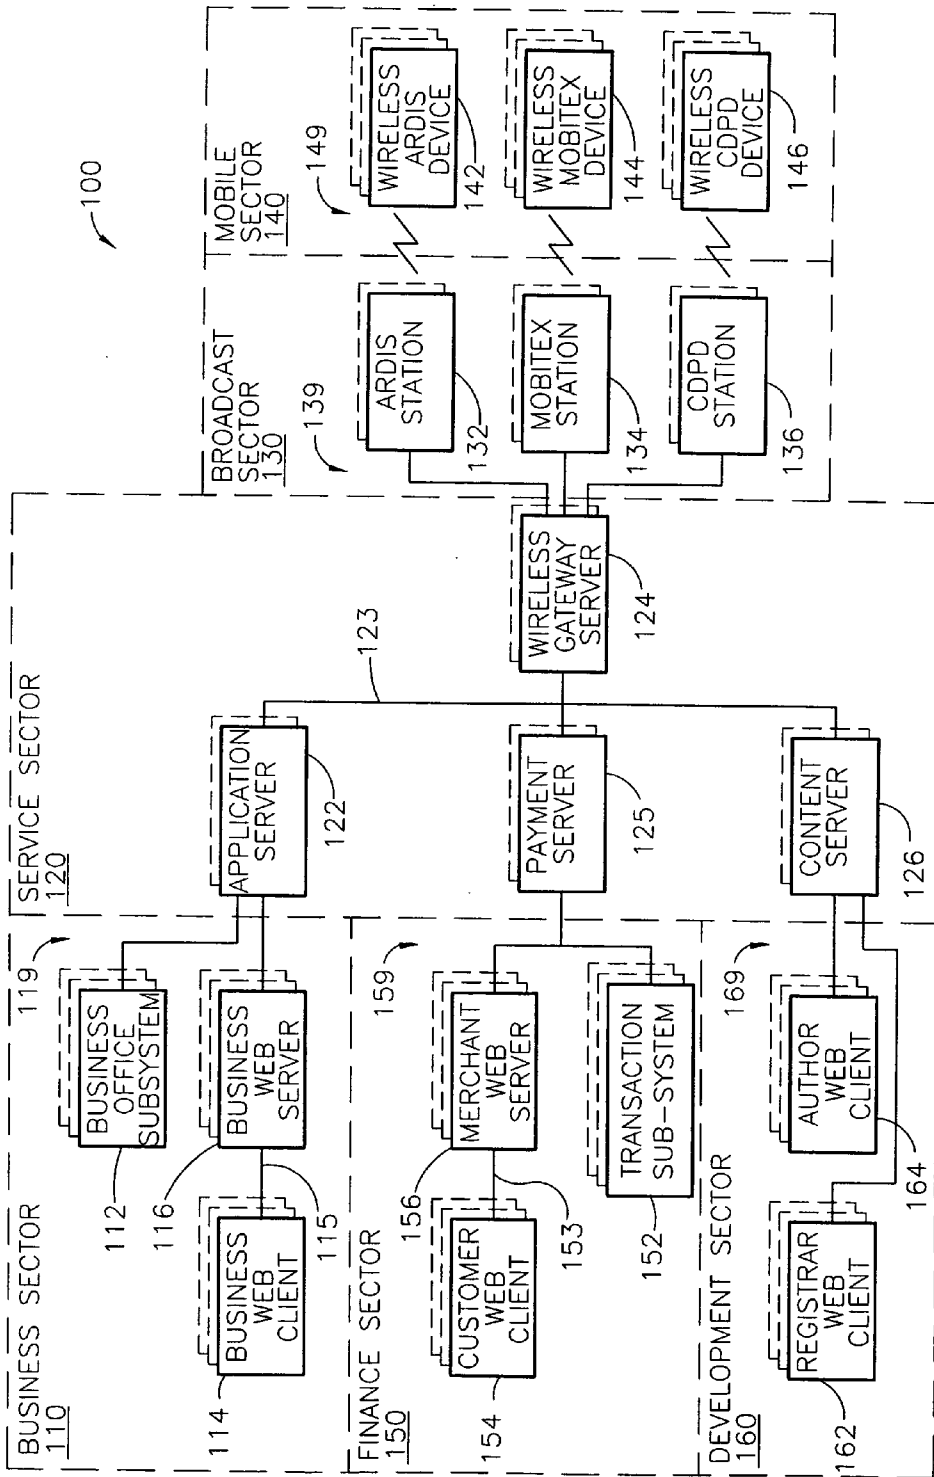 100
BUSINESS SECTOR
110
119
BUSINESS
OFFICE
SUBSYSTEM
112
116
BUSINESS
WEB
SERVER
BUSINESS
WEB
CLIENT
114
115
FINANCE SECTOR
150
159
156
MERCHANT
WEB
SERVER
CUSTOMER
WEB
CLIENT
154
153
TRANSACTION
SUB-SYSTEM
152
DEVELOPMENT SECTOR
160
169
AUTHOR
WEB
CLIENT
164
REGISTRAR
WEB
CLIENT
162
SERVICE SECTOR
120
APPLICATION
SERVER
122
123
PAYMENT
SERVER
125
CONTENT
SERVER
126
WIRELESS
GATEWAY
SERVER
124
BROADCAST
SECTOR
130
139
ARDIS
STATION
132
MOBITEX
STATION
134
CDPD
STATION
136
MOBILE
SECTOR
140
149
WIRELESS
ARDIS
DEVICE
142
WIRELESS
MOBITEX
DEVICE
144
WIRELESS
CDPD
DEVICE
146